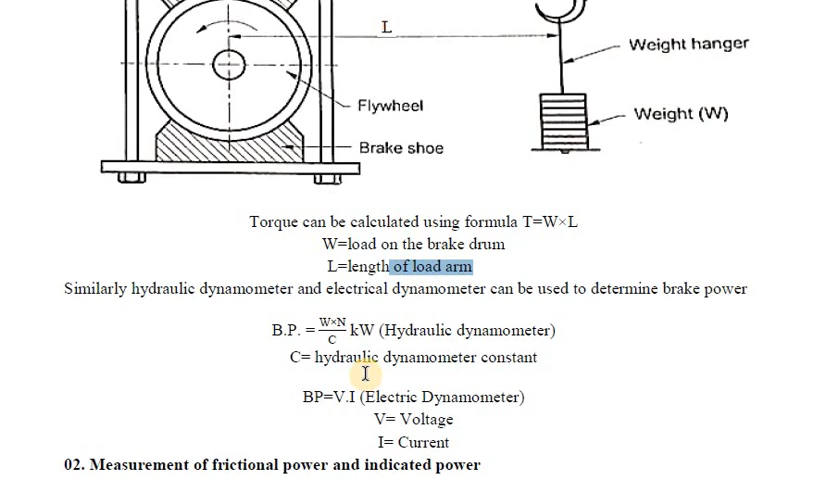 L
Weight hanger
Flywheel
Weight (W)
Brake shoe
Torque can be calculated using formula T=W×L
W=load on the brake drum
L=length of load arm
Similarly hydraulic dynamometer and electrical dynamometer can be used to determine brake power
B.P. = W×N/C kW (Hydraulic dynamometer)
C= hydraulic dynamometer constant
BP=V.I (Electric Dynamometer)
V= Voltage
I= Current
02. Measurement of frictional power and indicated power